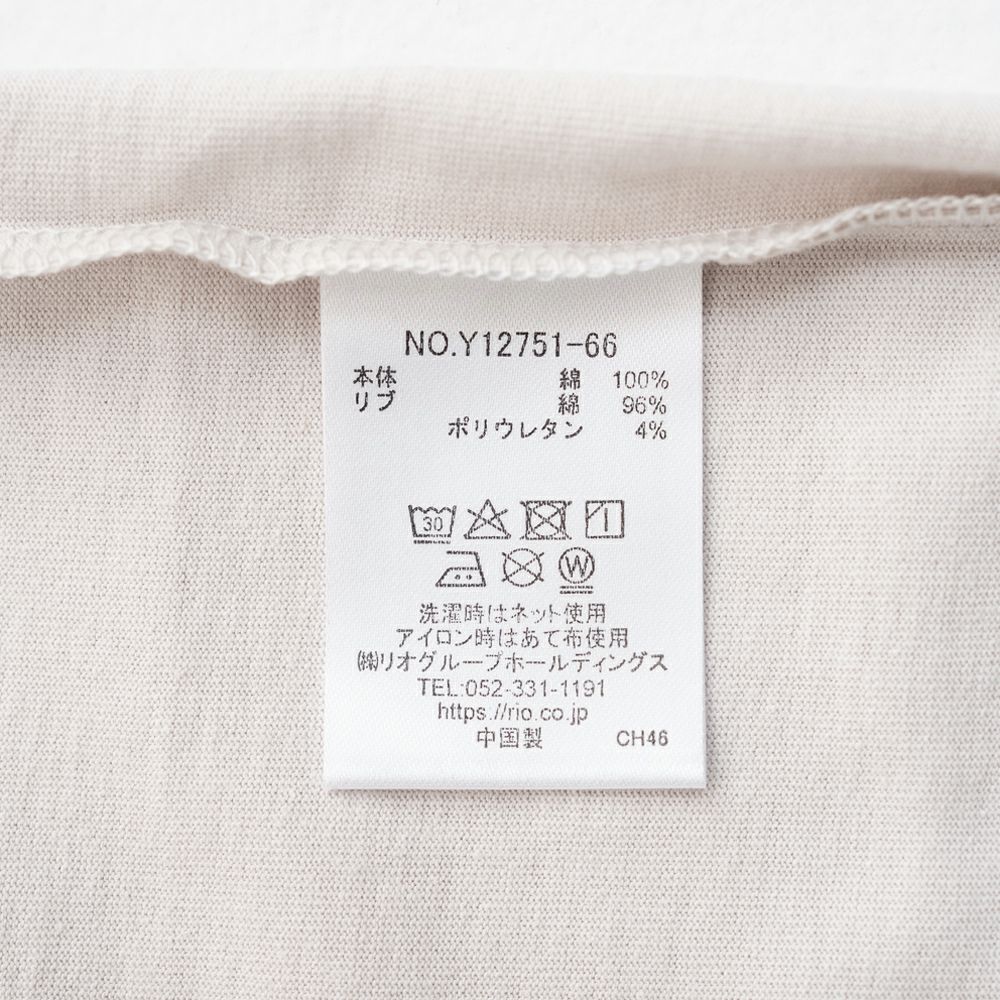 NO.Y12751-66
本体 綿 100%
リブ 綿 96%
ポリウレタン 4%
30
W
洗濯時はネット使用
アイロン時はあて布使用
㈱リオグループホールディングス
TEL:052-331-1191
https://rio.co.jp
中国製 CH46